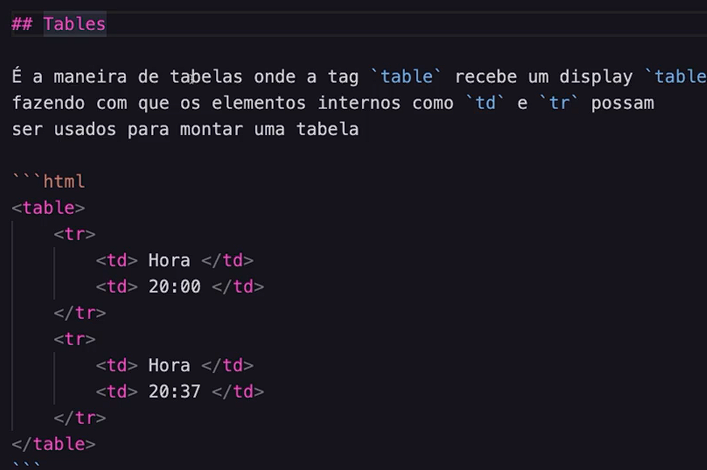 ## Tables
É a maneira de tabelas onde a tag `table` recebe um display `table
fazendo com que os elementos internos como `td` e `tr` possam
ser usados para montar uma tabela
```html
<table>
<tr>
<td> Hora </td>
<td> 20:00 </td>
</tr>
<tr>
<td> Hora </td>
<td> 20:37 </td>
</tr>
</table>
```